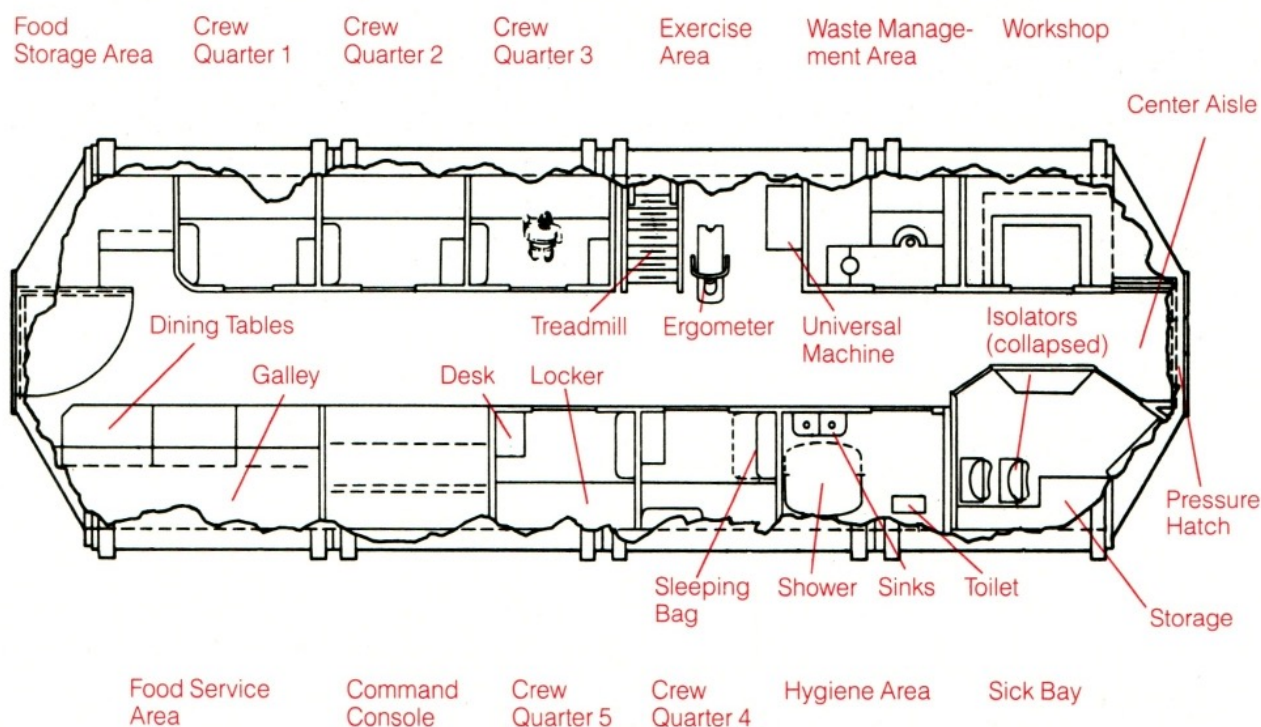 Food
Storage Area
Crew
Quarter 1
Crew
Quarter 2
Crew
Quarter 3
Exercise
Area
Waste Manage-
ment Area
Workshop
Center Aisle
Dining Tables
Treadmill
Ergometer
Universal
Machine
Isolators
(collapsed)
Galley
Desk
Locker
Pressure
Hatch
Sleeping
Bag
Shower
Sinks
Toilet
Storage
Food Service
Area
Command
Console
Crew
Quarter 5
Crew
Quarter 4
Hygiene Area
Sick Bay